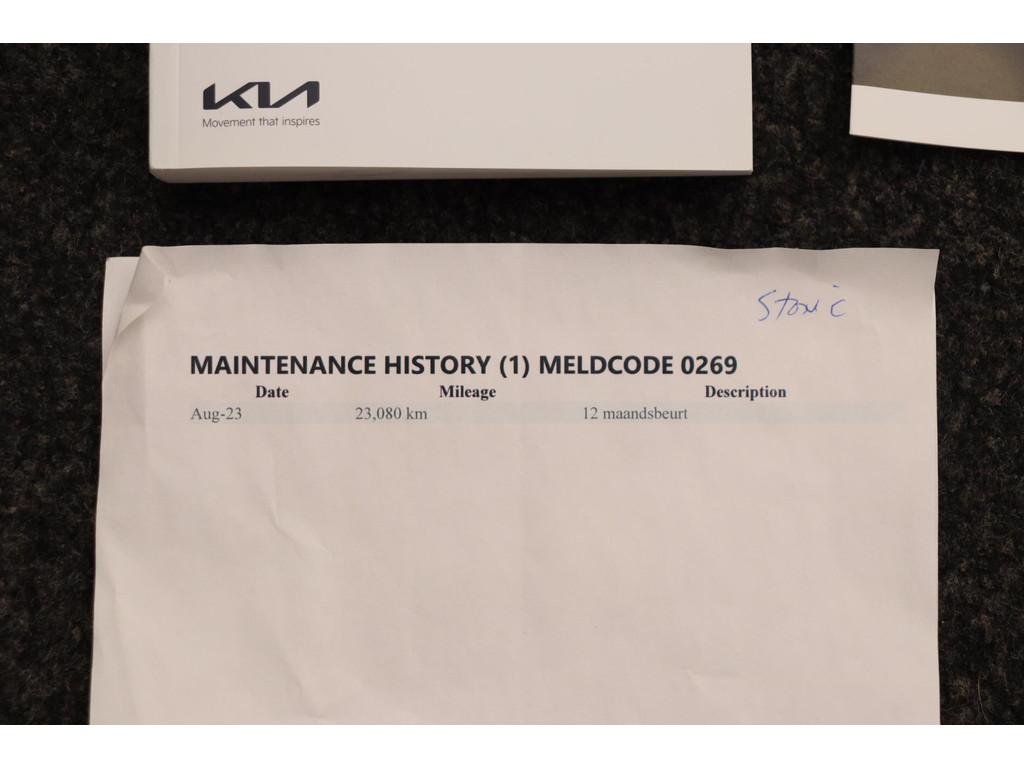 KIA
Movement that inspires
Stonic
MAINTENANCE HISTORY (1) MELDCODE 0269
Date Mileage Description
Aug-23 23,080 km 12 maandsbeurt